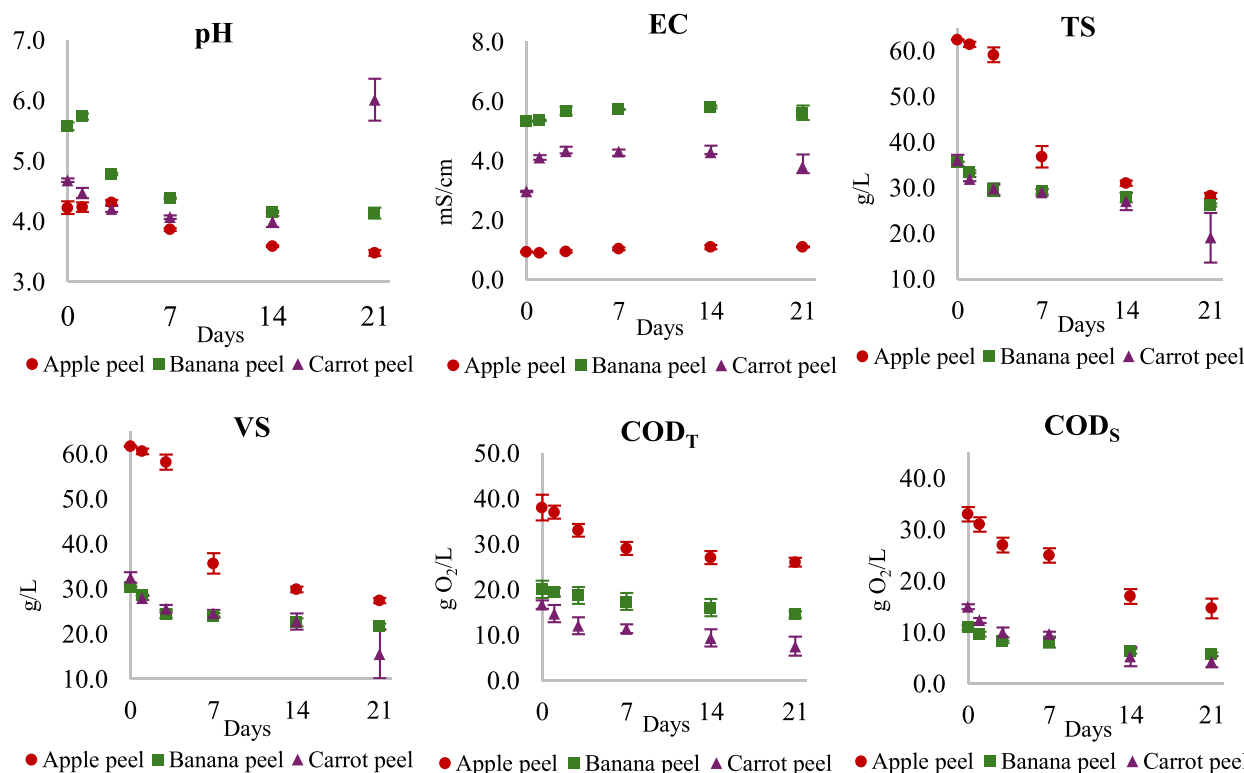 pH
7.0
6.0
5.0
4.0
3.0
0 7 14 21
Days
Apple peel Banana peel Carrot peel
EC
mS/cm
8.0
6.0
4.0
2.0
0.0
0 7 14 21
Days
Apple peel Banana peel Carrot peel
TS
g/L
60.0
50.0
40.0
30.0
20.0
10.0
0 7 14 21
Days
Apple peel Banana peel Carrot peel
VS
g/L
60.0
50.0
40.0
30.0
20.0
10.0
0 7 14 21
Days
Apple peel Banana peel Carrot peel
COD_T
g O₂/L
50.0
40.0
30.0
20.0
10.0
0.0
0 7 14 21
Days
Apple peel Banana peel Carrot peel
COD_S
g O₂/L
40.0
30.0
20.0
10.0
0.0
0 7 14 21
Days
Apple peel Banana peel Carrot peel